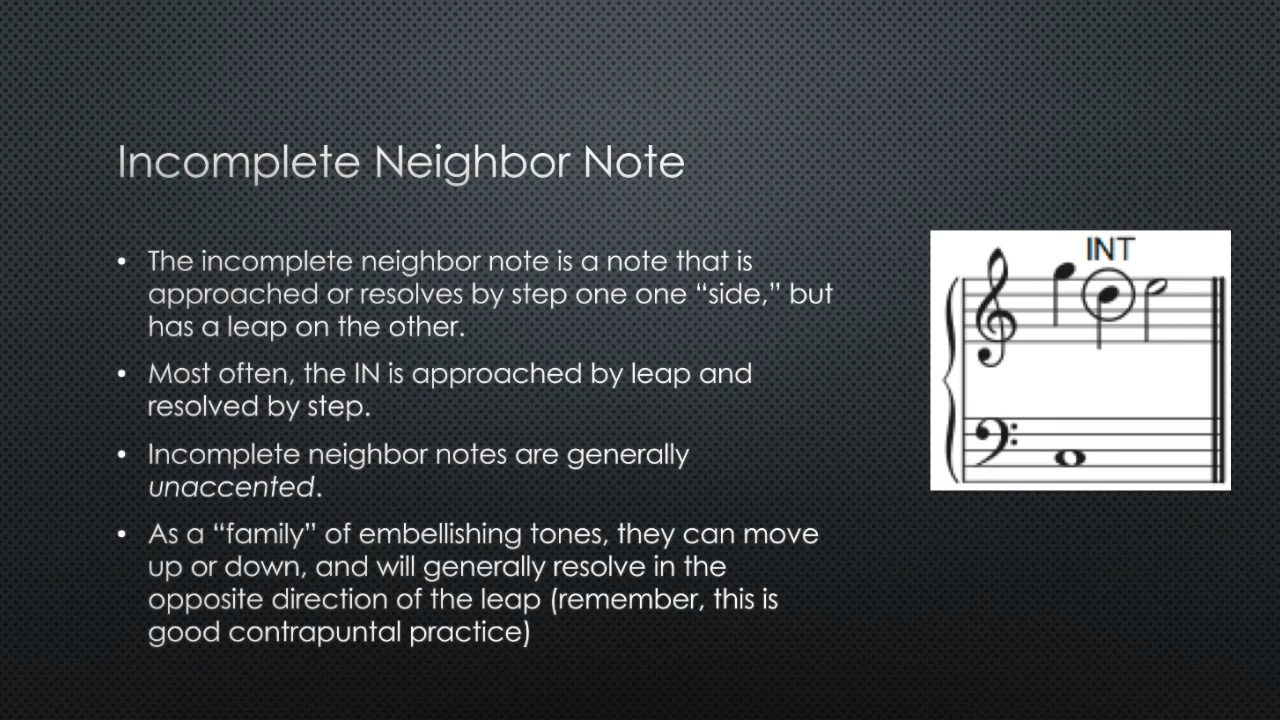 Incomplete Neighbor Note
• The incomplete neighbor note is a note that is
approached or resolves by step one one “side,” but
has a leap on the other.
• Most often, the IN is approached by leap and
resolved by step.
• Incomplete neighbor notes are generally
unaccented.
• As a “family” of embellishing tones, they can move
up or down, and will generally resolve in the
opposite direction of the leap (remember, this is
good contrapuntal practice)
INT